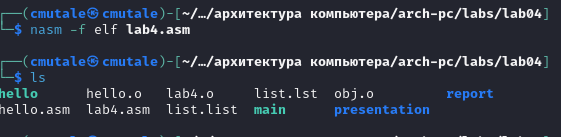 ┌──(cmutale㉿cmutale)-[~/…/архитектура компьютера/arch-pc/labs/lab04]
└─$ nasm -f elf lab4.asm
┌──(cmutale㉿cmutale)-[~/…/архитектура компьютера/arch-pc/labs/lab04]
└─$ ls
hello hello.o lab4.o list.lst obj.o report
hello.asm lab4.asm list.list main presentation